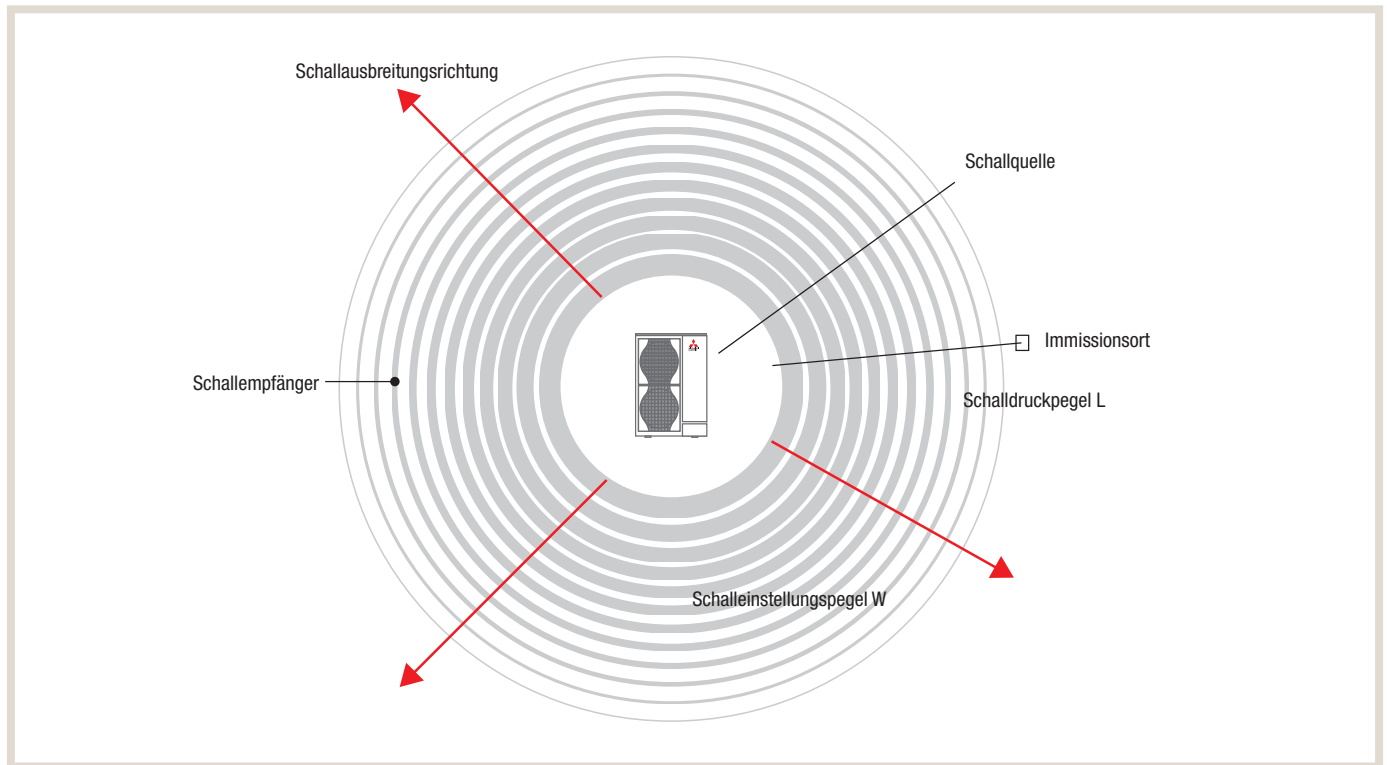 Schallausbreitungsrichtung
Schallquelle
Immissionsort
Schallempfänger
Schalldruckpegel L
Schalleinstellungspegel W